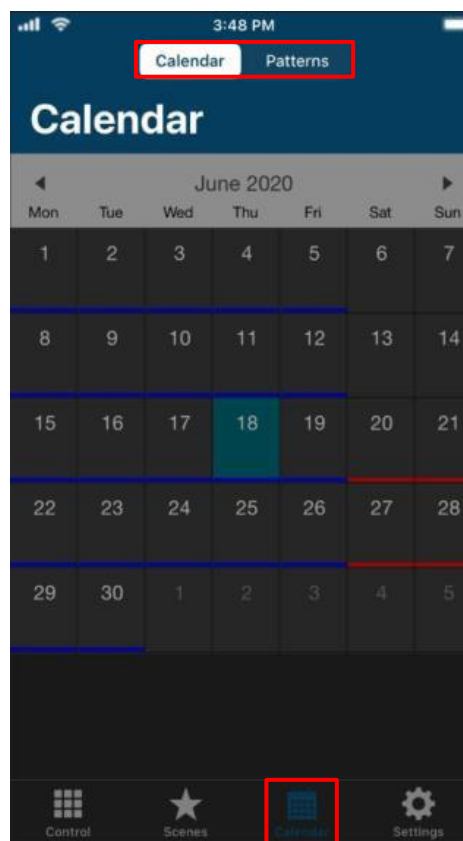 3:48 PM
Calendar Patterns
Calendar
June 2020
Mon Tue Wed Thu Fri Sat Sun
1 2 3 4 5 6 7
8 9 10 11 12 13 14
15 16 17 18 19 20 21
22 23 24 25 26 27 28
29 30 1 2 3 4 5
Control Scenes Calendar Settings